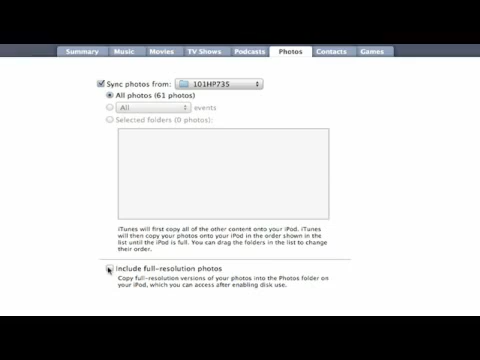 Summary Music Movies TV Shows Podcasts Photos Contacts Games
Sync photos from: 101HP735
All photos (61 photos)
All events
Selected folders (0 photos)
iTunes will first copy all of the other content onto your iPod. iTunes
will then copy your photos onto your iPod in the order shown in the
list until the iPod is full. You can drag the folders in the list to change
their order.
Include full-resolution photos
Copy full-resolution versions of your photos into the Photos folder on
your iPod, which you can access after enabling disk use.